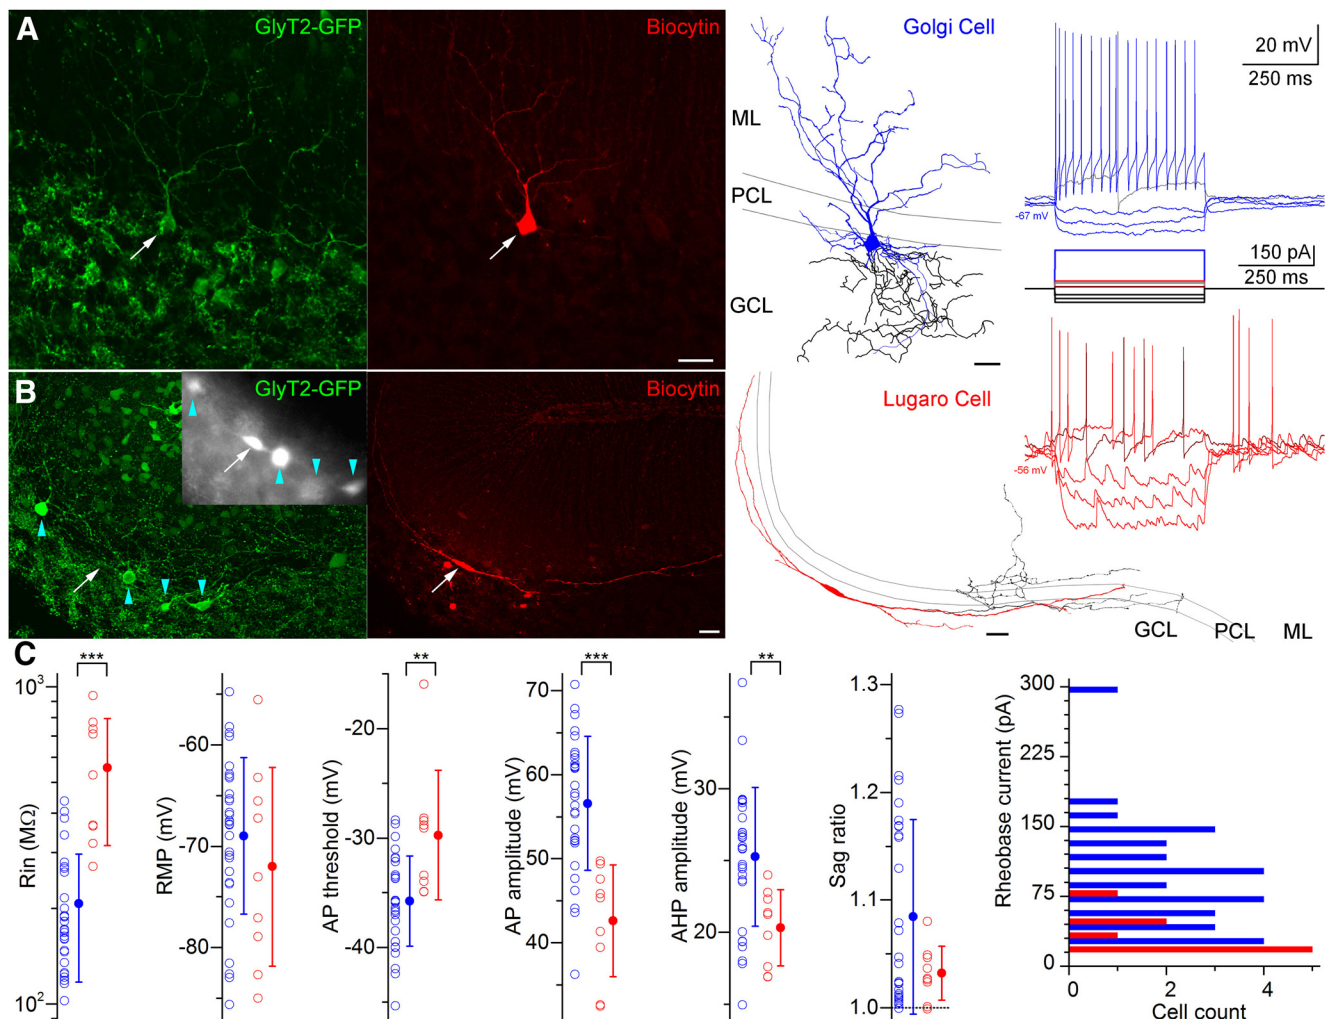 A
GlyT2-GFP
Biocytin
Golgi Cell
ML
PCL
GCL
20 mV
250 ms
-67 mV
150 pA
250 ms
B
GlyT2-GFP
Biocytin
Lugaro Cell
-56 mV
GCL PCL ML
C
***
**
***
**
Rin (MΩ)
10³
10²
RMP (mV)
-60
-70
-80
AP threshold (mV)
-20
-30
-40
AP amplitude (mV)
70
60
50
40
AHP amplitude (mV)
30
20
Sag ratio
1.3
1.2
1.1
1.0
Rheobase current (pA)
300
225
150
75
0
0 2 4
Cell count